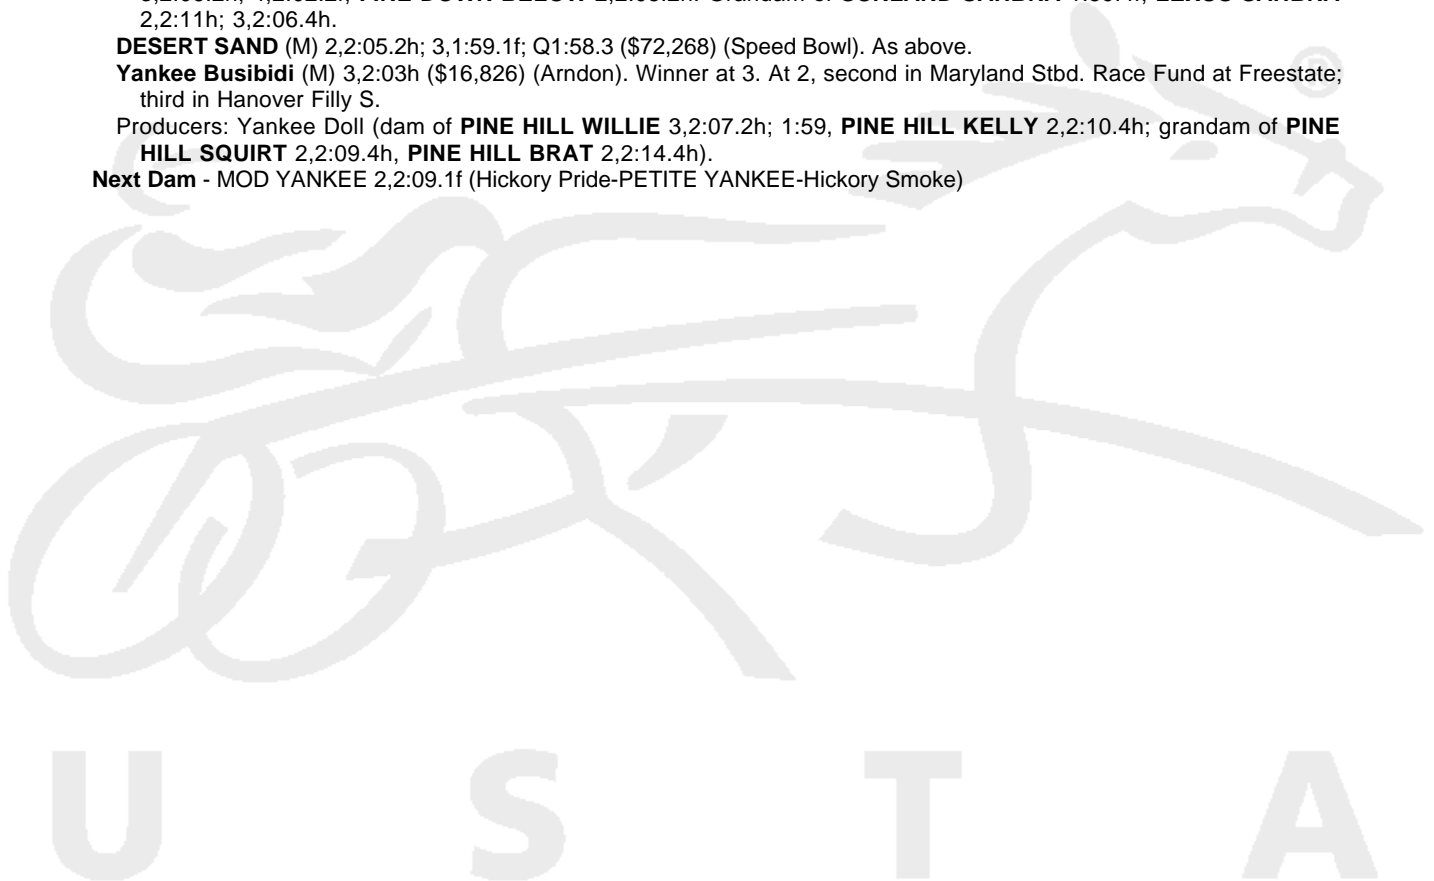 2,2:11h; 3,2:06.4h.
DESERT SAND (M) 2,2:05.2h; 3,1:59.1f; Q1:58.3 ($72,268) (Speed Bowl). As above.
Yankee Busibidi (M) 3,2:03h ($16,826) (Arndon). Winner at 3. At 2, second in Maryland Stbd. Race Fund at Freestate;
third in Hanover Filly S.
Producers: Yankee Doll (dam of PINE HILL WILLIE 3,2:07.2h; 1:59, PINE HILL KELLY 2,2:10.4h; grandam of PINE
HILL SQUIRT 2,2:09.4h, PINE HILL BRAT 2,2:14.4h).
Next Dam - MOD YANKEE 2,2:09.1f (Hickory Pride-PETITE YANKEE-Hickory Smoke)
®
U S T A